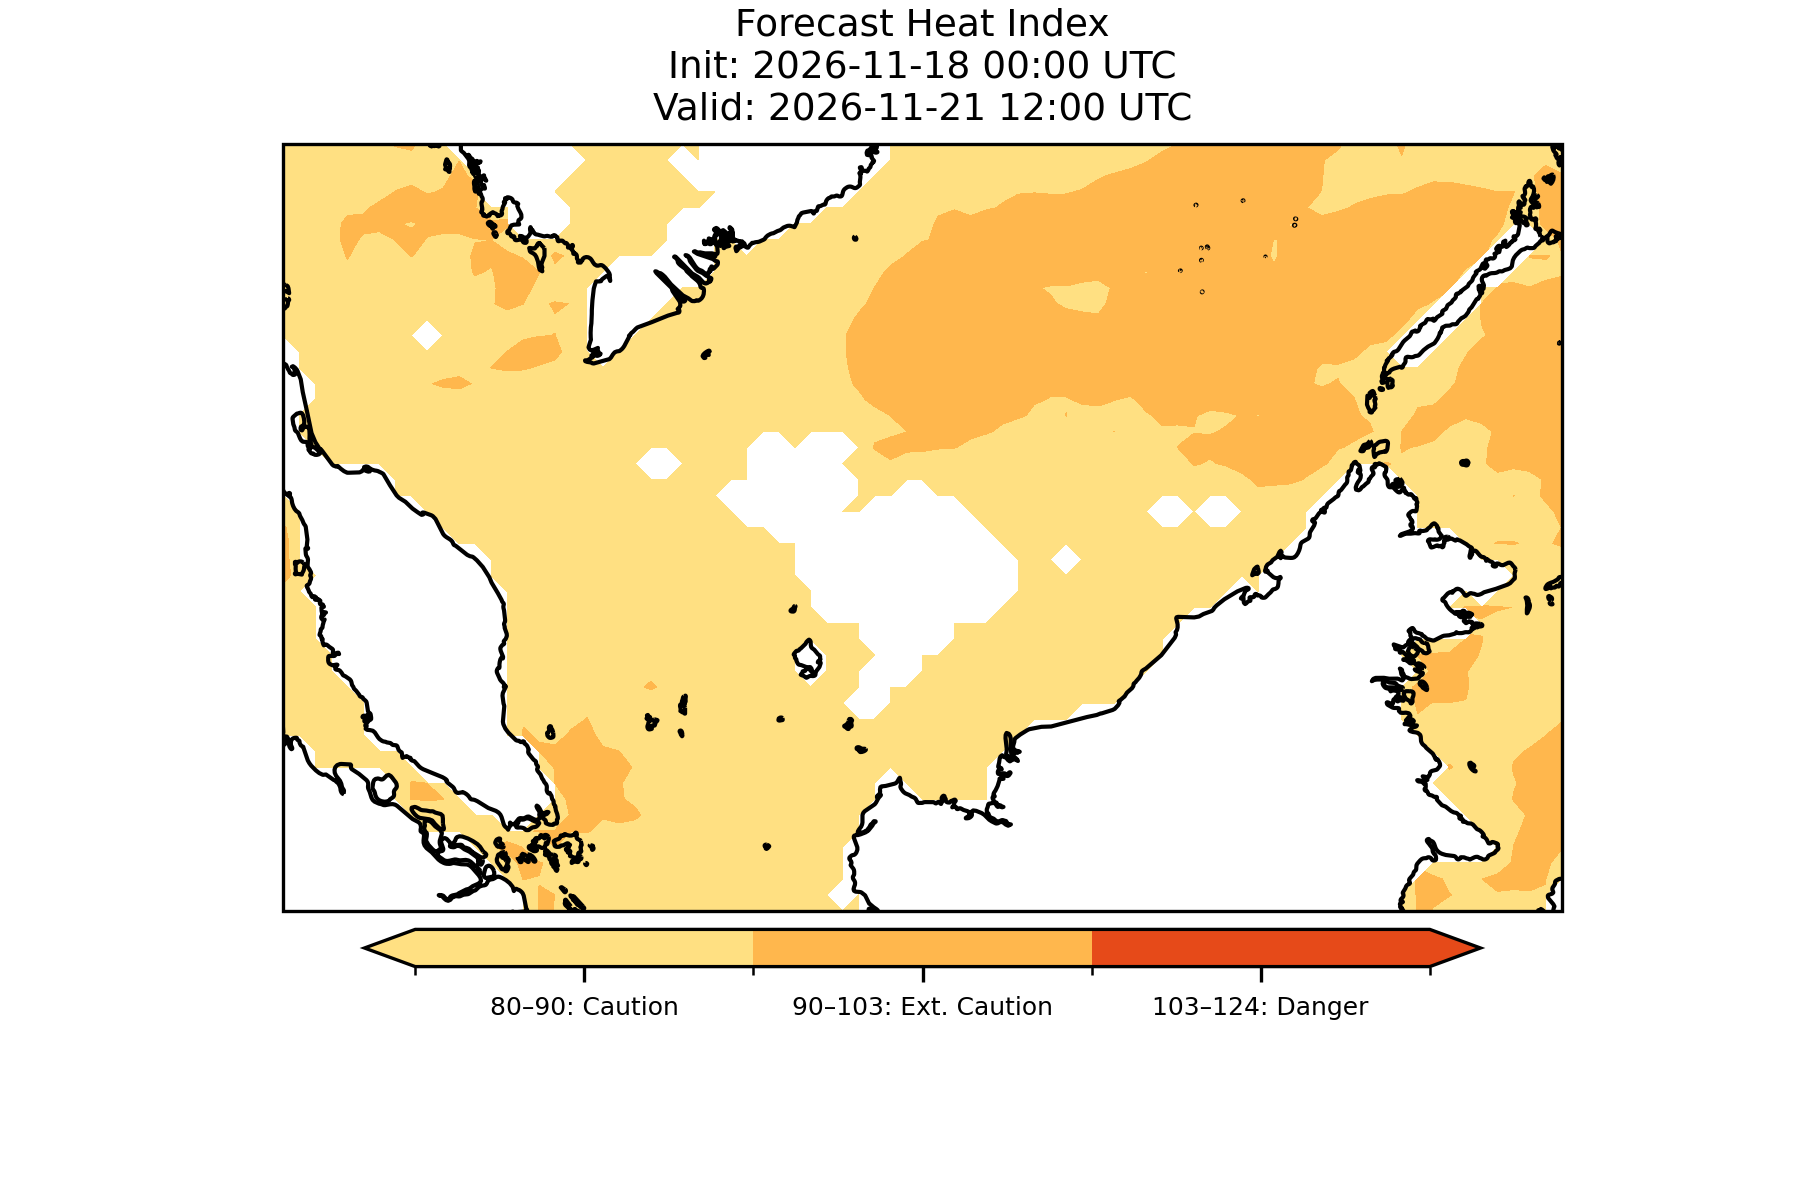 Forecast Heat Index
Init: 2026-11-18 00:00 UTC
Valid: 2026-11-21 12:00 UTC
80–90: Caution
90–103: Ext. Caution
103–124: Danger